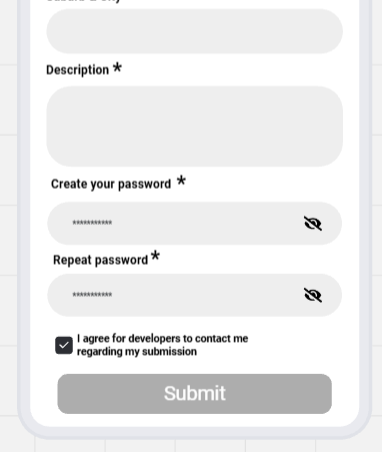 Description *
Create your password *
***********
Repeat password *
***********
I agree for developers to contact me
regarding my submission
Submit